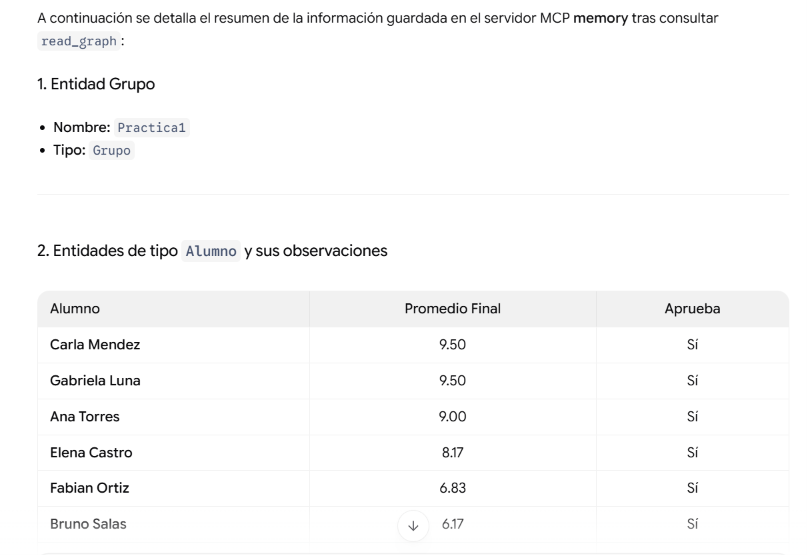 A continuación se detalla el resumen de la información guardada en el servidor MCP memory tras consultar
read_graph :
1. Entidad Grupo
• Nombre: Practica1
• Tipo: Grupo
2. Entidades de tipo Alumno y sus observaciones
Alumno Promedio Final Aprueba
Carla Mendez 9.50 Sí
Gabriela Luna 9.50 Sí
Ana Torres 9.00 Sí
Elena Castro 8.17 Sí
Fabian Ortiz 6.83 Sí
Bruno Salas 6.17 Sí